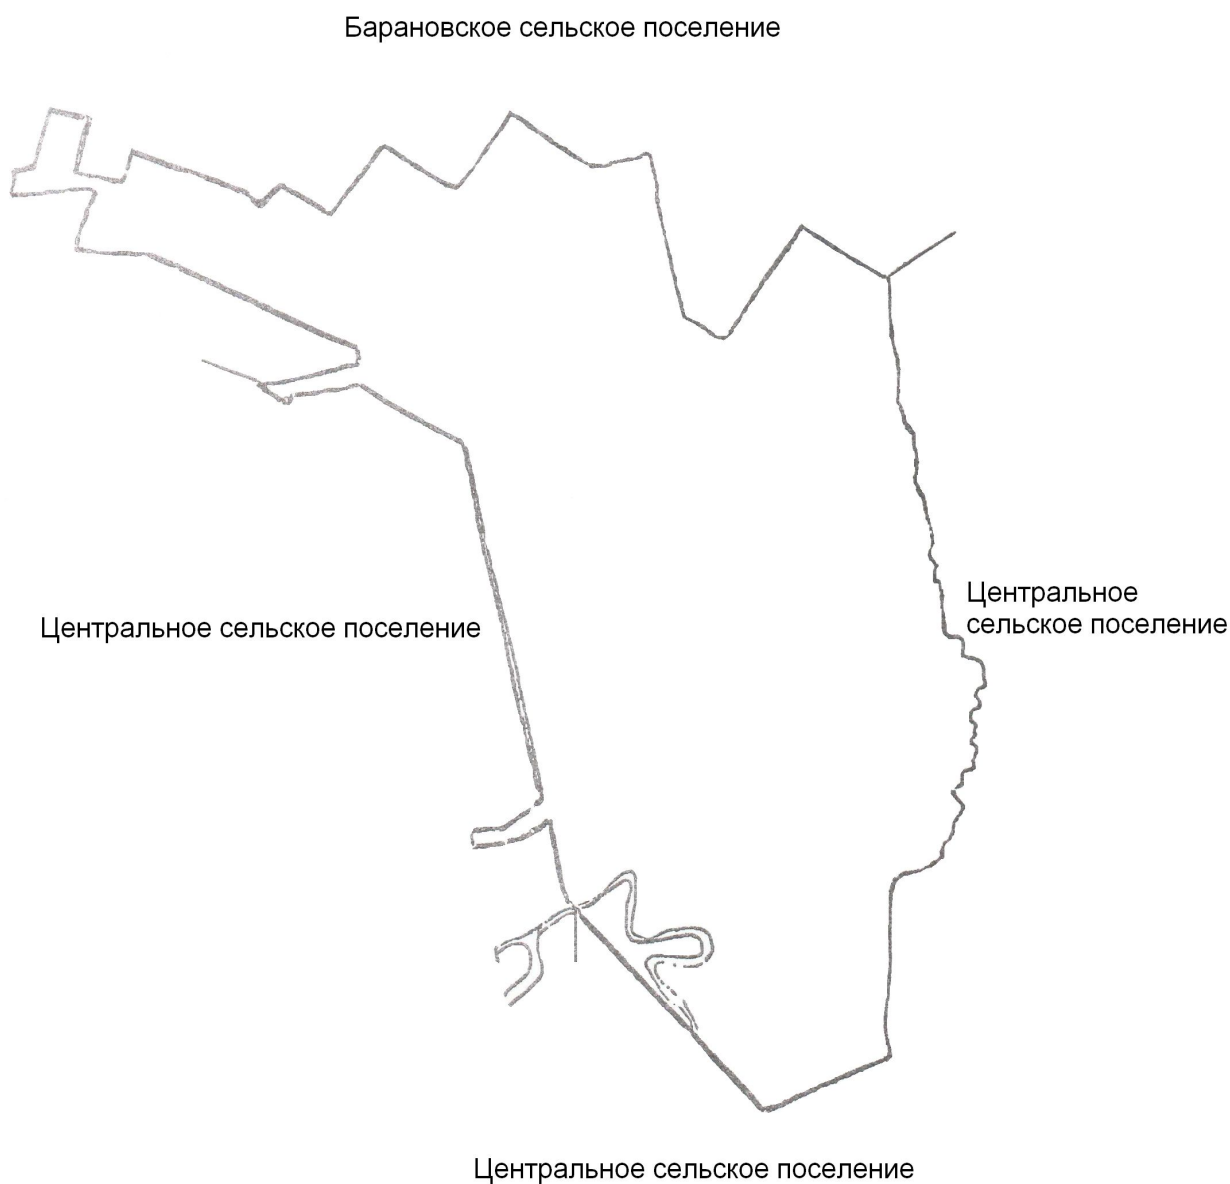 Барановское сельское поселение
Центральное
сельское поселение
Центральное сельское поселение
Центральное сельское поселение